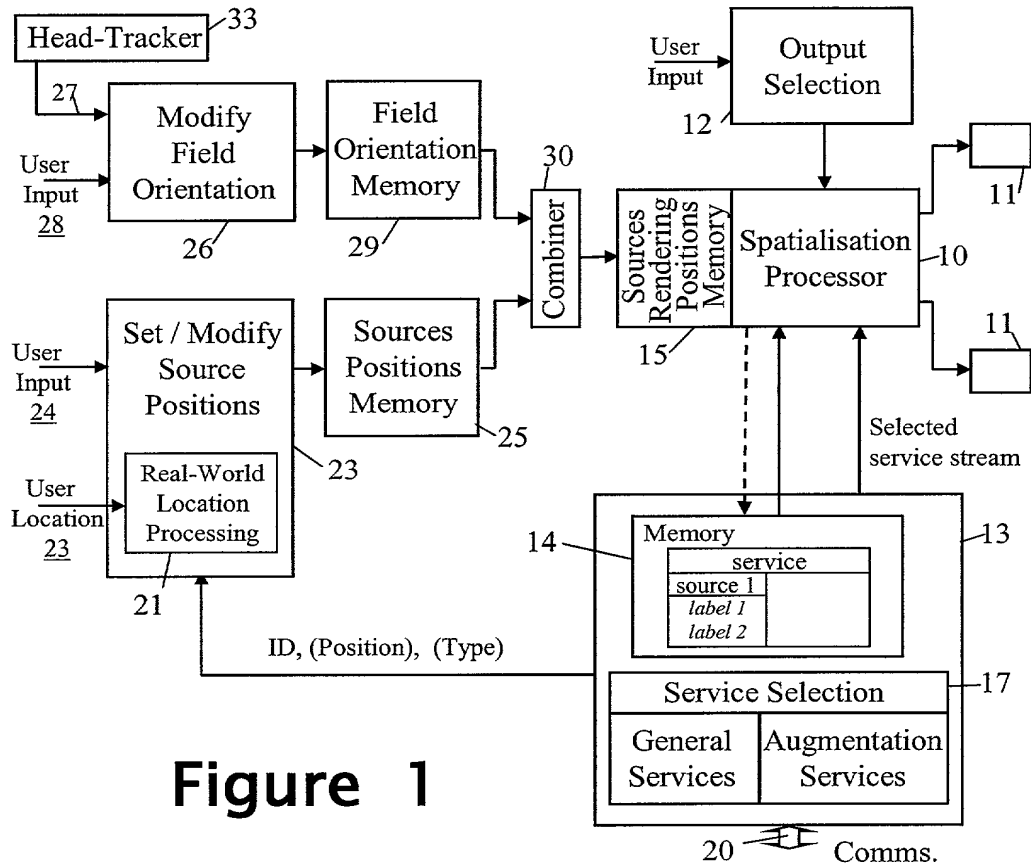 33
Head-Tracker
27
Modify
Field
Orientation
User
Input
28
26
Field
Orientation
Memory
29
User
Input
Output
Selection
12
30
Combiner
Sources
Rendering
Positions
Memory
15
Spatialisation
Processor
10
11
11
Set / Modify
Source
Positions
User
Input
24
Sources
Positions
Memory
25
23
Real-World
Location
Processing
User
Location
23
21
Selected
service stream
ID, (Position), (Type)
13
14
Memory
service
source 1
label 1
label 2
17
Service Selection
General
Services
Augmentation
Services
20
Comms.
Figure 1